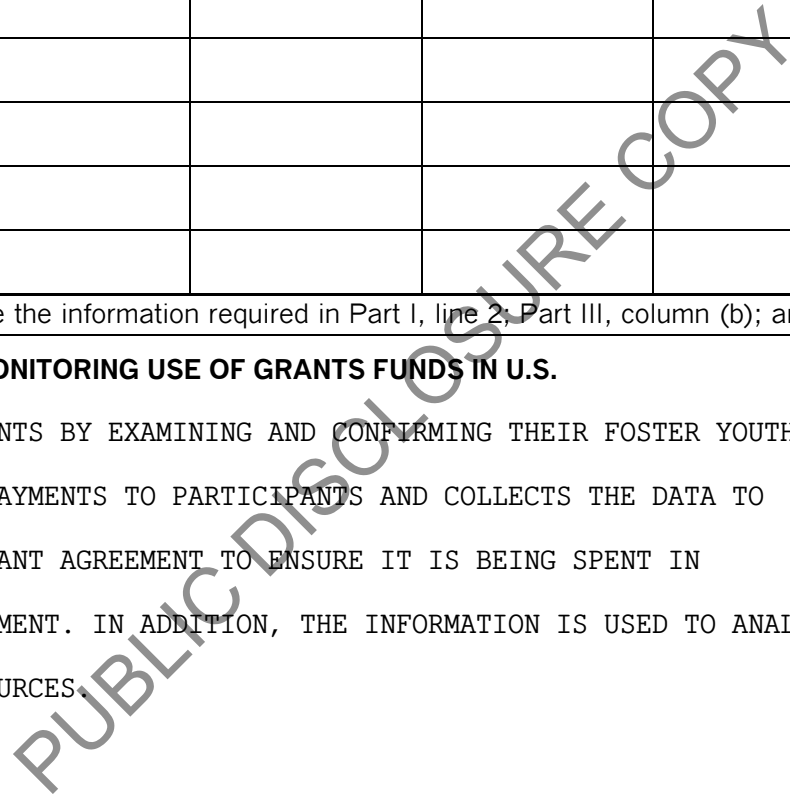 e the information required in Part I, line 2; Part III, column (b); an
ONITORING USE OF GRANTS FUNDS IN U.S.
NTS BY EXAMINING AND CONFIRMING THEIR FOSTER YOUTH
AYMENTS TO PARTICIPANTS AND COLLECTS THE DATA TO
ANT AGREEMENT TO ENSURE IT IS BEING SPENT IN
MENT. IN ADDITION, THE INFORMATION IS USED TO ANAL
URCES.
PUBLIC DISCLOSURE COPY